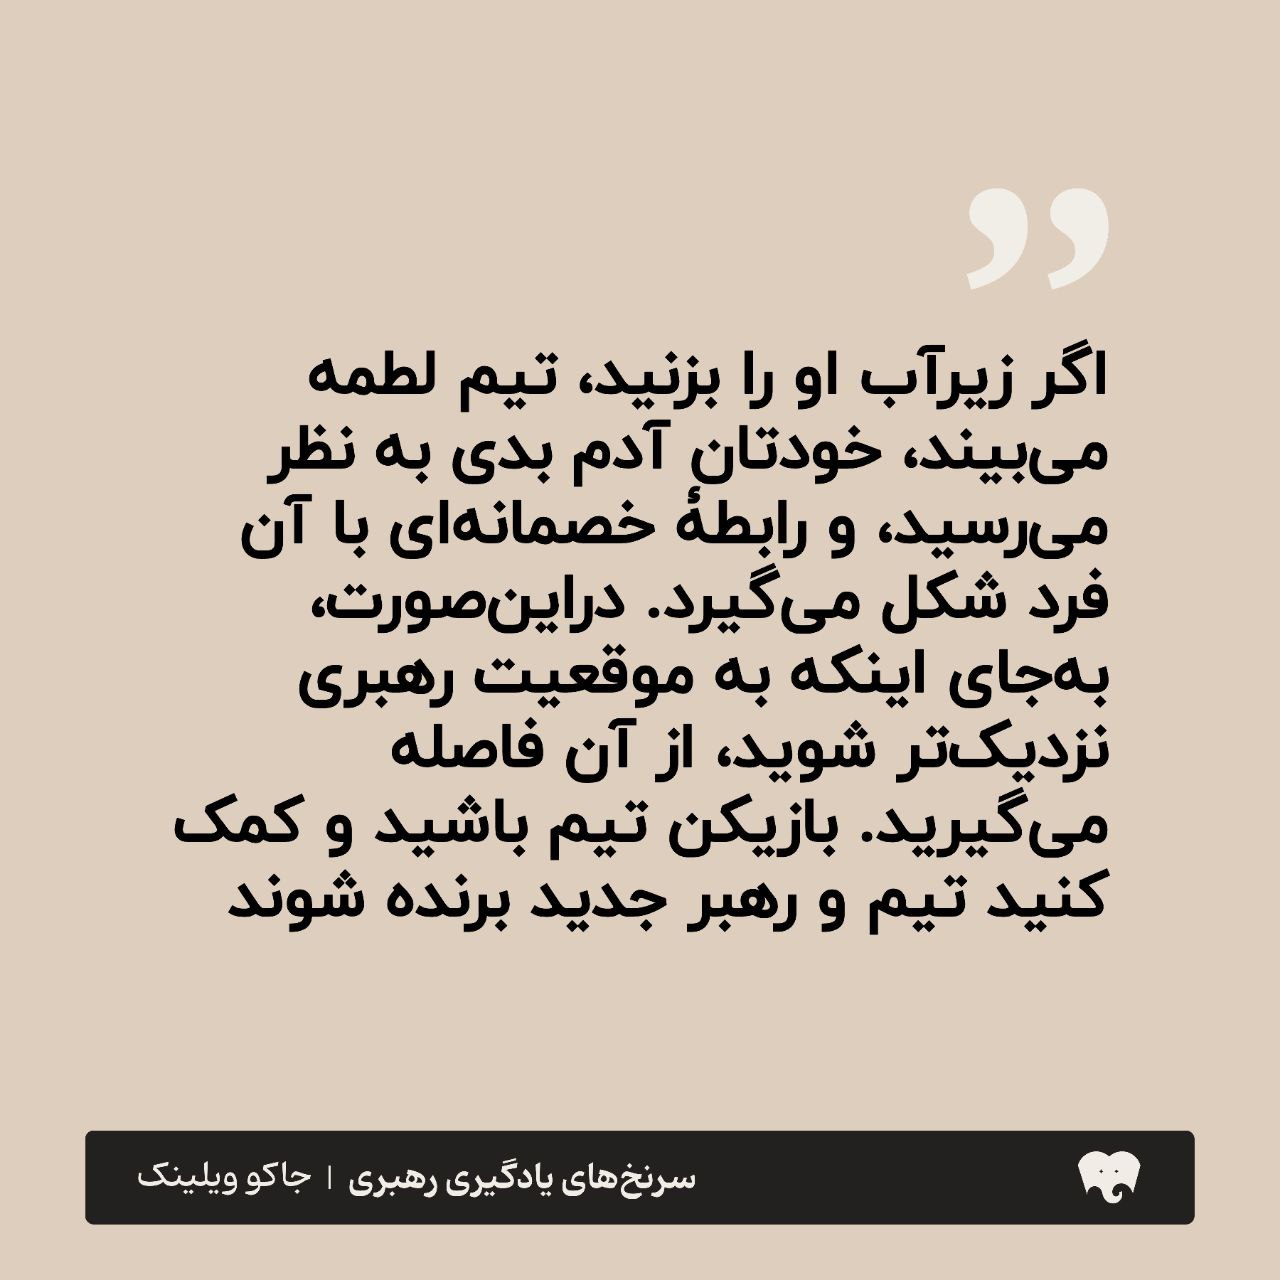 ”
اگر زیرآب او را بزنید، تیم لطمه
می‌بیند، خودتان آدم بدی به نظر
می‌رسید، و رابطهٔ خصمانه‌ای با آن
فرد شکل می‌گیرد. دراین‌صورت،
به‌جای اینکه به موقعیت رهبری
نزدیک‌تر شوید، از آن فاصله
می‌گیرید. بازیکن تیم باشید و کمک
کنید تیم و رهبر جدید برنده شوند
سرنخ‌های یادگیری رهبری | جاکو ویلینک